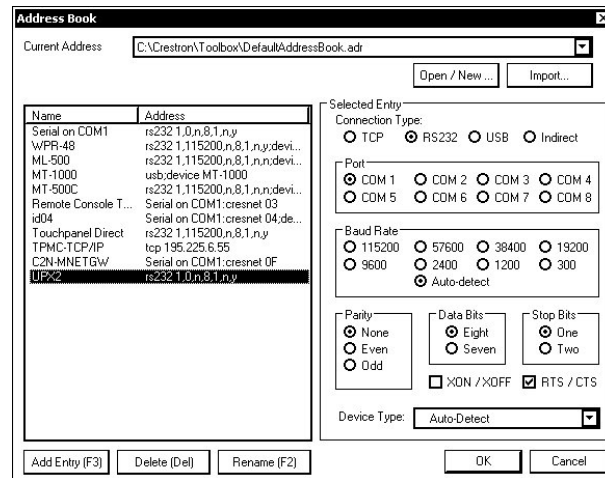 Address Book
Current Address
C:\Crestron\Toolbox\DefaultAddressBook.adr
Open / New ...
Import...
Name Address
Serial on COM1 rs232 1,0,n,8,1,n,y
WPR-48 rs232 1,115200,n,8,1,n,y;devi...
ML-500 rs232 1,115200,n,8,1,n,n;devi...
MT-1000 usb;device MT-1000
MT-500C rs232 1,115200,n,8,1,n,n;devi...
Remote Console T... Serial on COM1:cresnet 03
id04 Serial on COM1:cresnet 04;de...
Touchpanel Direct rs232 1,115200,n,8,1,n,y
TPMC-TCP/IP tcp 195.225.6.55
C2N-MNETGW Serial on COM1:cresnet 0F
UPX2 rs232 1,0,n,8,1,n,y
Add Entry (F3) Delete (Del) Rename (F2)
Selected Entry
Connection Type:
TCP RS232 USB Indirect
Port
COM 1 COM 2 COM 3 COM 4
COM 5 COM 6 COM 7 COM 8
Baud Rate
115200 57600 38400 19200
9600 2400 1200 300
Auto-detect
Parity
None
Even
Odd
Data Bits
Eight
Seven
Stop Bits
One
Two
XON / XOFF RTS / CTS
Device Type: Auto-Detect
OK Cancel